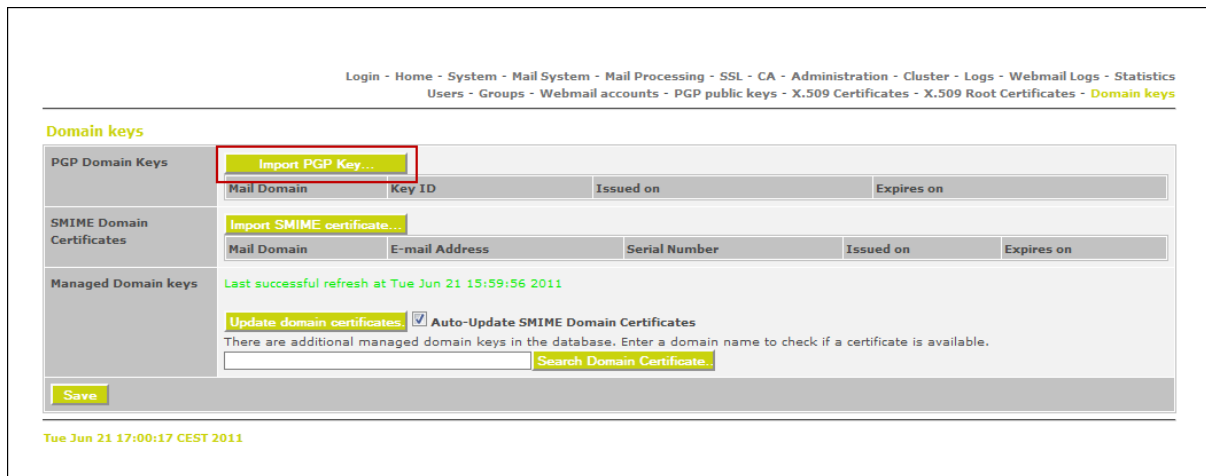 Login - Home - System - Mail System - Mail Processing - SSL - CA - Administration - Cluster - Logs - Webmail Logs - Statistics
Users - Groups - Webmail accounts - PGP public keys - X.509 Certificates - X.509 Root Certificates - Domain keys
Domain keys
PGP Domain Keys
Import PGP Key...
Mail Domain Key ID Issued on Expires on
SMIME Domain
Certificates
Import SMIME certificate...
Mail Domain E-mail Address Serial Number Issued on Expires on
Managed Domain keys
Last successful refresh at Tue Jun 21 15:59:56 2011
Update domain certificates. Auto-Update SMIME Domain Certificates
There are additional managed domain keys in the database. Enter a domain name to check if a certificate is available.
Search Domain Certificate..
Save
Tue Jun 21 17:00:17 CEST 2011